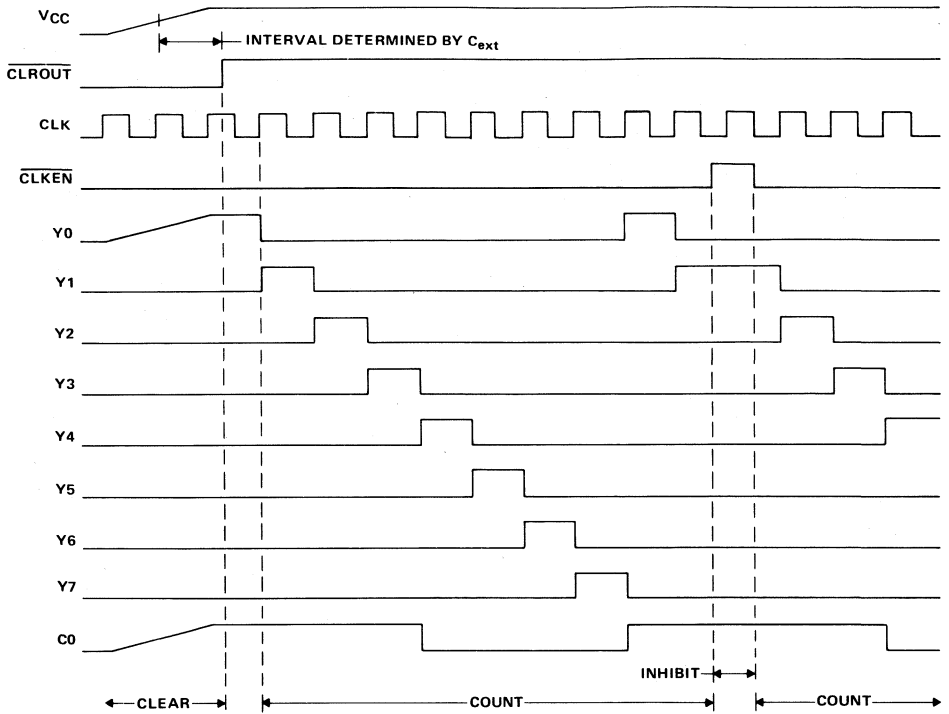 VCC
INTERVAL DETERMINED BY Cext
CLROUT
CLK
CLKEN
Y0
Y1
Y2
Y3
Y4
Y5
Y6
Y7
C0
INHIBIT
CLEAR
COUNT
COUNT